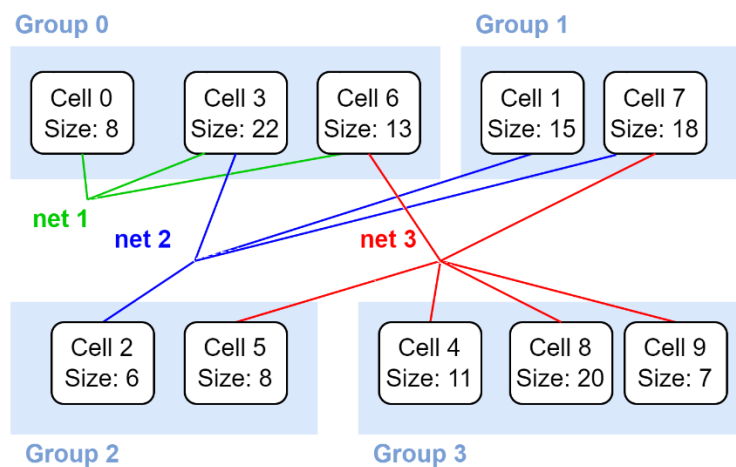 Group 0
Group 1
Cell 0
Size: 8
Cell 3
Size: 22
Cell 6
Size: 13
Cell 1
Size: 15
Cell 7
Size: 18
net 1
net 2
net 3
Cell 2
Size: 6
Cell 5
Size: 8
Cell 4
Size: 11
Cell 8
Size: 20
Cell 9
Size: 7
Group 2
Group 3